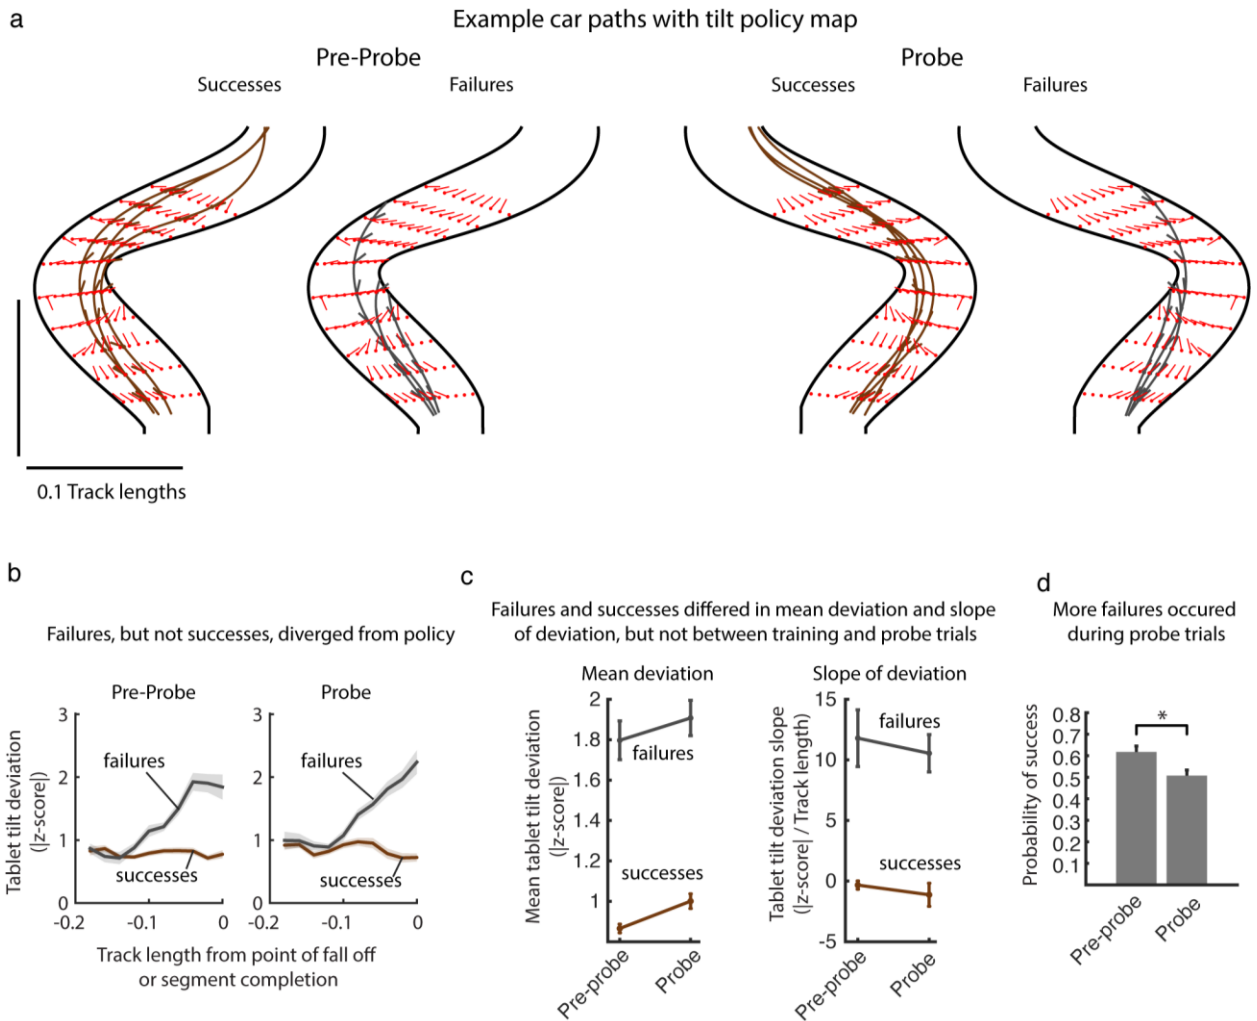 a
Example car paths with tilt policy map
Pre-Probe
Probe
Successes
Failures
Successes
Failures
0.1 Track lengths
b
Failures, but not successes, diverged from policy
Pre-Probe
Probe
Tablet tilt deviation
(|z-score|)
3
2
1
0
failures
successes
-0.2
-0.1
0
3
2
1
0
failures
successes
-0.2
-0.1
0
Track length from point of fall off
or segment completion
c
Failures and successes differed in mean deviation and slope
of deviation, but not between training and probe trials
Mean deviation
Mean tablet tilt deviation
(|z-score|)
2
1.8
1.6
1.4
1.2
1
failures
successes
Pre-probe
Probe
Slope of deviation
Tablet tilt deviation slope
(|z-score| / Track length)
15
10
5
0
-5
failures
successes
Pre-probe
Probe
d
More failures occured
during probe trials
Probability of success
0.8
0.7
0.6
0.5
0.4
0.3
0.2
0.1
*
Pre-probe
Probe